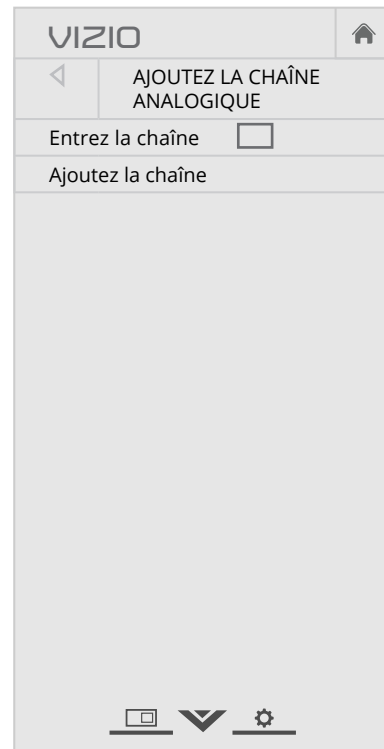 VIZIO
AJOUTEZ LA CHAÎNE
ANALOGIQUE
Entrez la chaîne
Ajoutez la chaîne